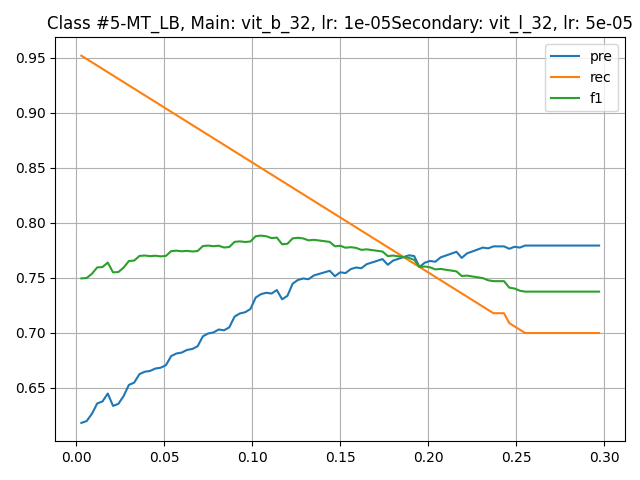 Class #5-MT_LB, Main: vit_b_32, lr: 1e-05Secondary: vit_l_32, lr: 5e-05
pre
rec
f1
0.95
0.90
0.85
0.80
0.75
0.70
0.65
0.00 0.05 0.10 0.15 0.20 0.25 0.30